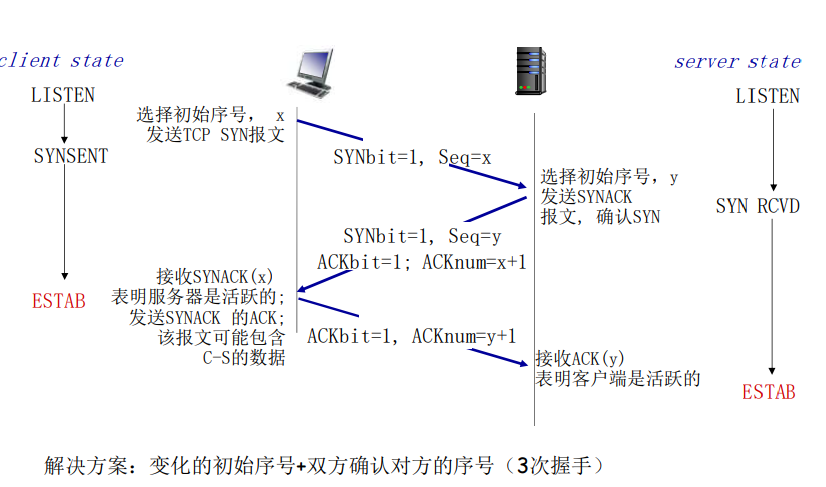 client state
server state
LISTEN
LISTEN
选择初始序号， x
发送TCP SYN报文
SYNSENT
SYNbit=1, Seq=x
选择初始序号，y
发送SYNACK
报文, 确认SYN
SYN RCVD
SYNbit=1, Seq=y
ACKbit=1; ACKnum=x+1
接收SYNACK(x)
表明服务器是活跃的;
发送SYNACK 的ACK;
该报文可能包含
C-S的数据
ESTAB
ACKbit=1, ACKnum=y+1
接收ACK(y)
表明客户端是活跃的
ESTAB
解决方案：变化的初始序号+双方确认对方的序号（3次握手）